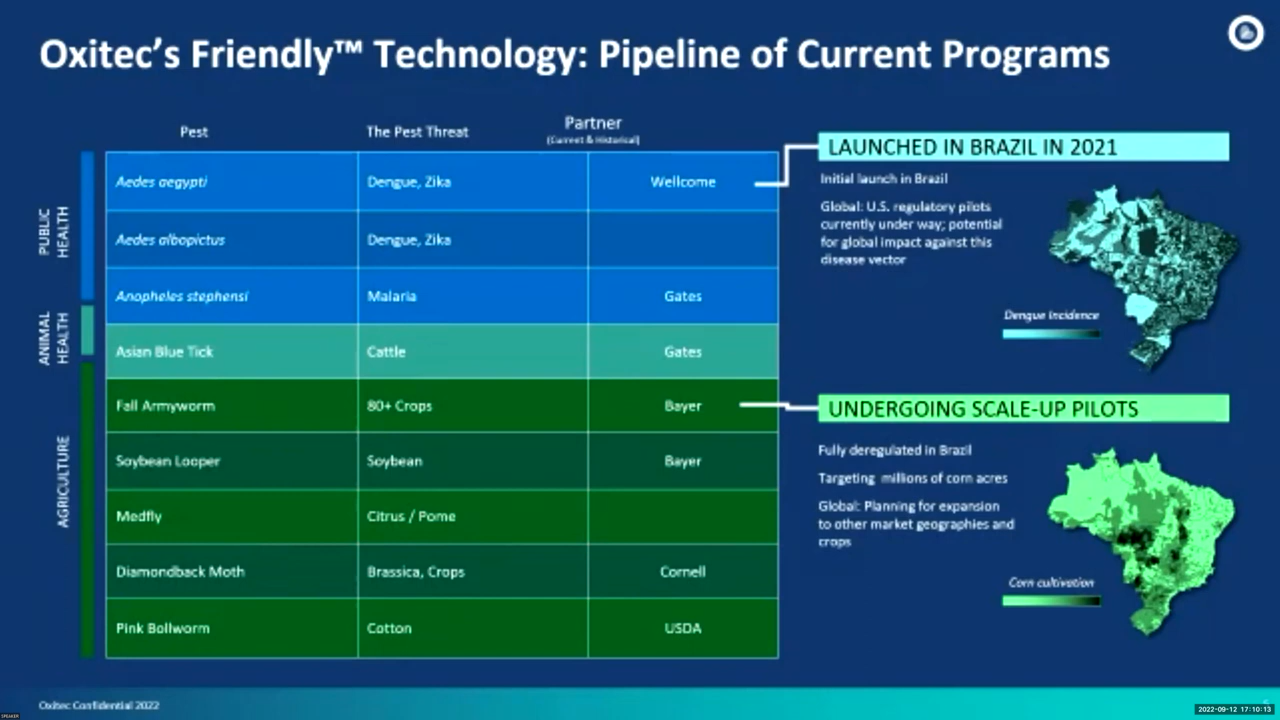 Oxitec's Friendly™ Technology: Pipeline of Current Programs
Pest
The Pest Threat
Partner
(Current & Historical)
PUBLIC
HEALTH
ANIMAL
HEALTH
AGRICULTURE
Aedes aegypti
Dengue, Zika
Wellcome
Aedes albopictus
Dengue, Zika
Anopheles stephensi
Malaria
Gates
Asian Blue Tick
Cattle
Gates
Fall Armyworm
80+ Crops
Bayer
Soybean Looper
Soybean
Bayer
Medfly
Citrus / Pome
Diamondback Moth
Brassica, Crops
Cornell
Pink Bollworm
Cotton
USDA
LAUNCHED IN BRAZIL IN 2021
Initial launch in Brazil
Global: U.S. regulatory pilots
currently under way; potential
for global impact against this
disease vector
Dengue Incidence
UNDERGOING SCALE-UP PILOTS
Fully deregulated in Brazil
Targeting millions of corn acres
Global: Planning for expansion
to other market geographies and
crops
Corn cultivation
Oxitec Confidential 2022
SPEAKER
2022-09-12 17:10:13